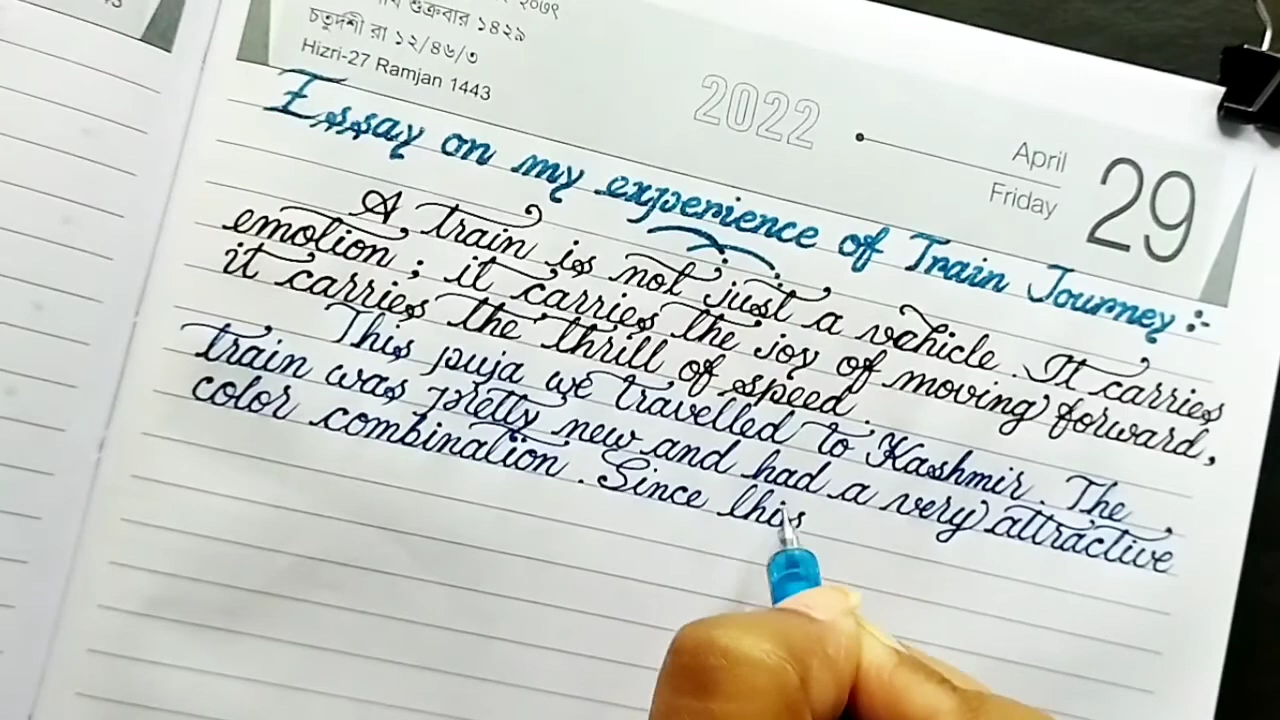 শুক্রবার ১৪২৯
চতুর্দশী রা ১২/৪৬/৩
Hizri-27 Ramjan 1443
2022
April
Friday
29
Essay on my experience of Train Journey :-
A train is not just a vehicle. It carries
emotion ; it carries the joy of moving forward,
it carries the thrill of speed.
This puja we travelled to Kashmir. The
train was pretty new and had a very attractive
color combination. Since this